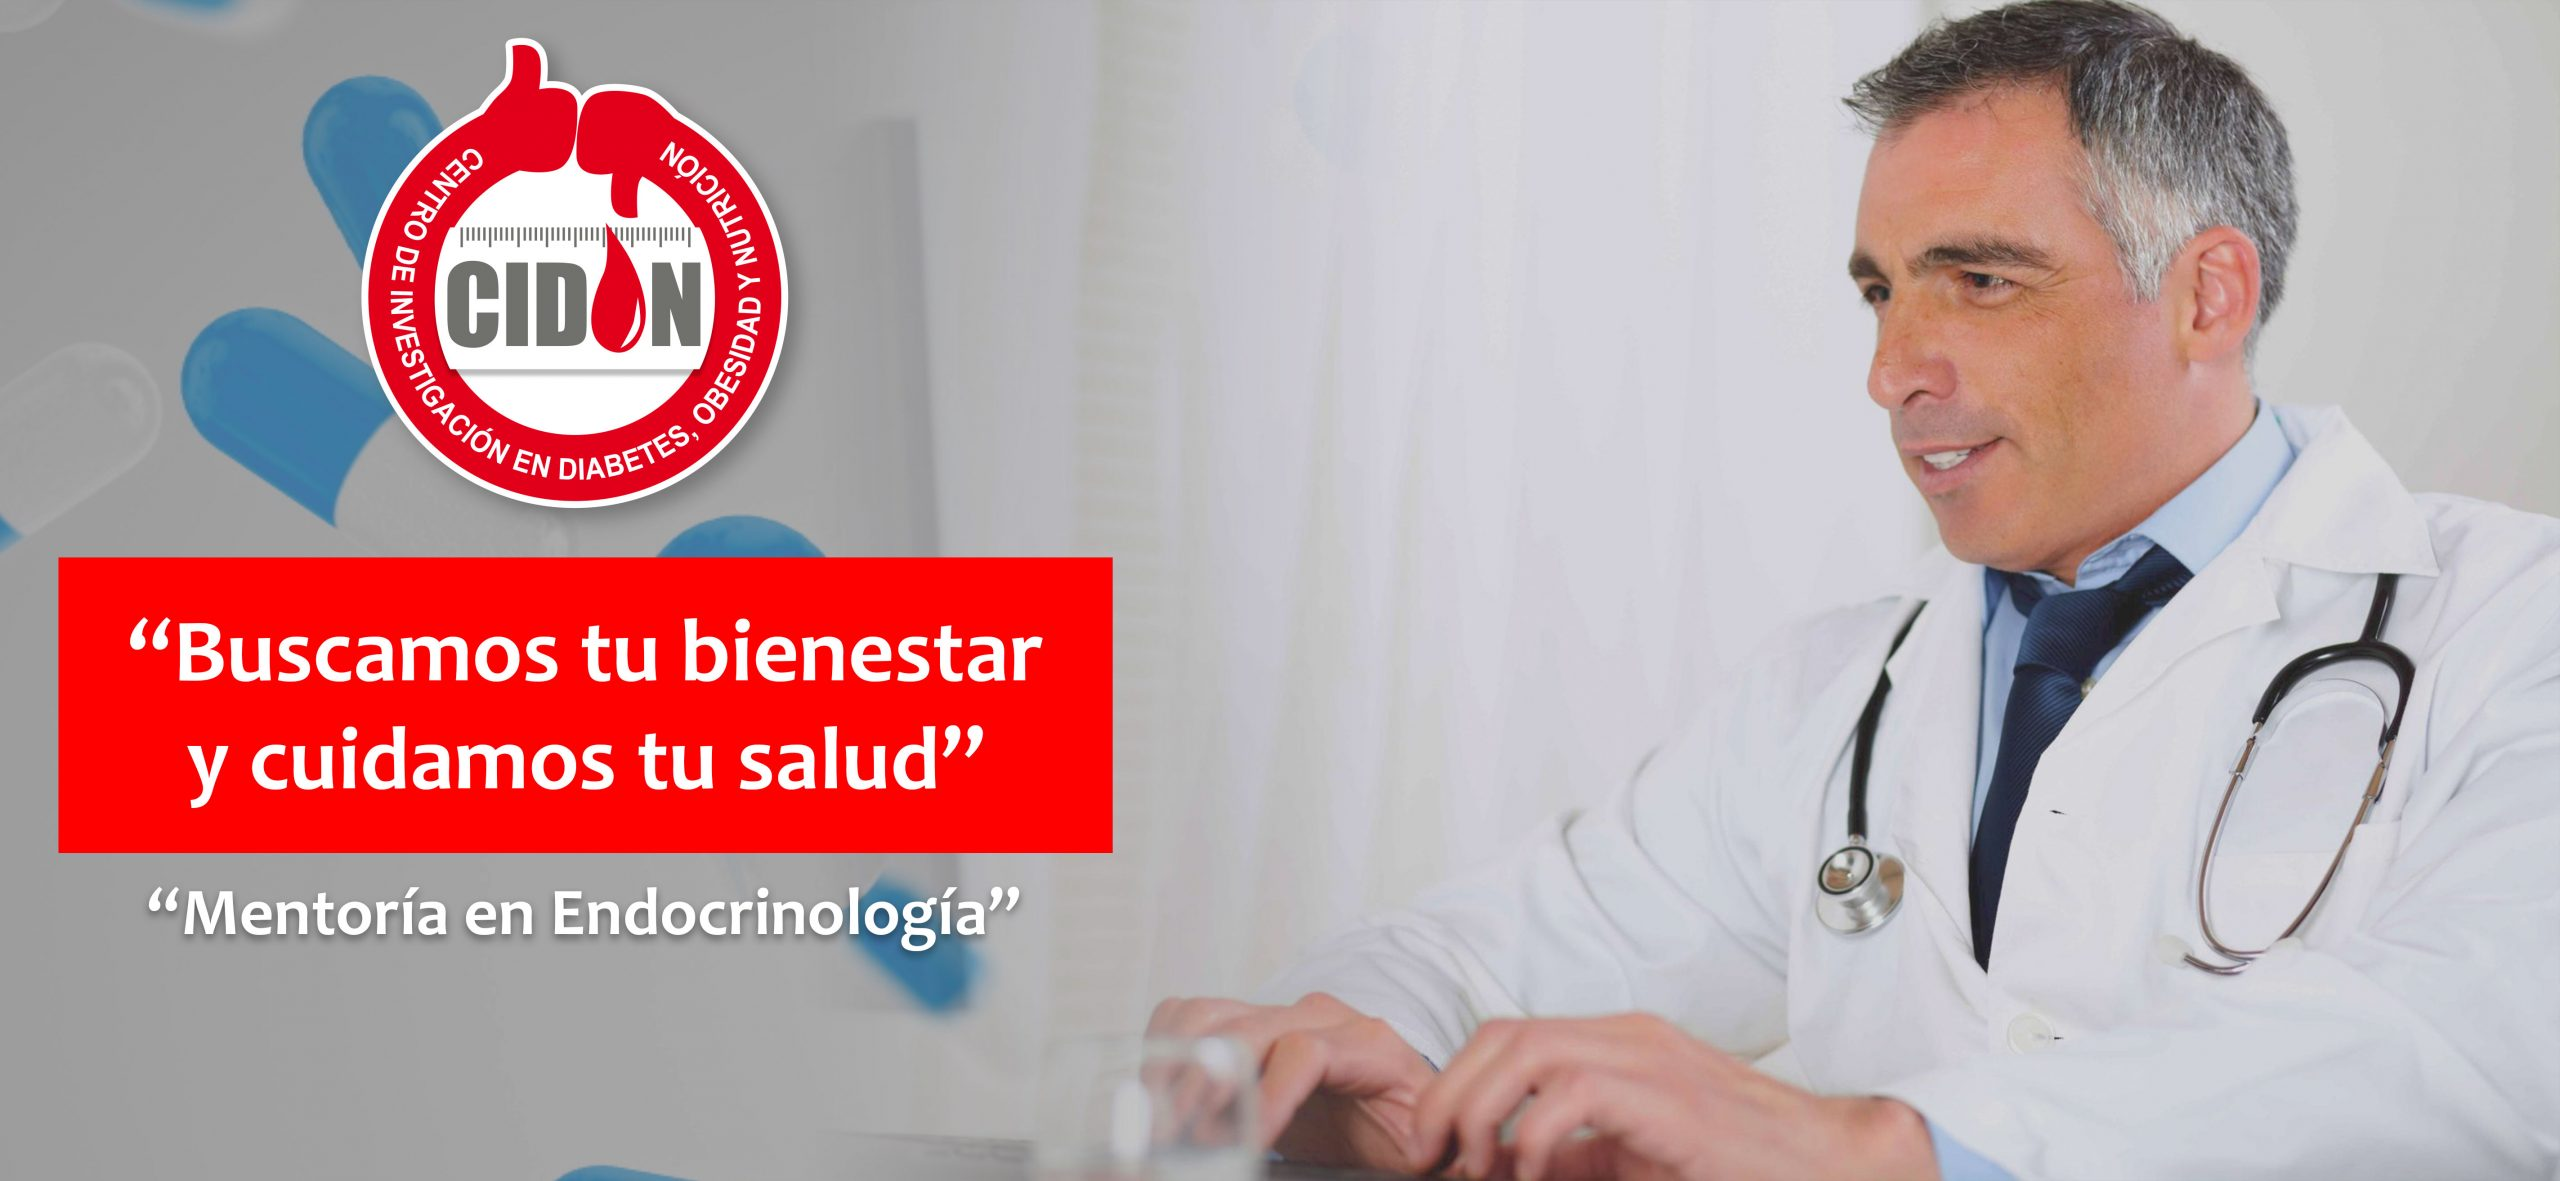 CENTRO DE INVESTIGACIÓN EN DIABETES, OBESIDAD Y NUTRICIÓN
CIDON
“Buscamos tu bienestar
y cuidamos tu salud”
“Mentoría en Endocrinología”